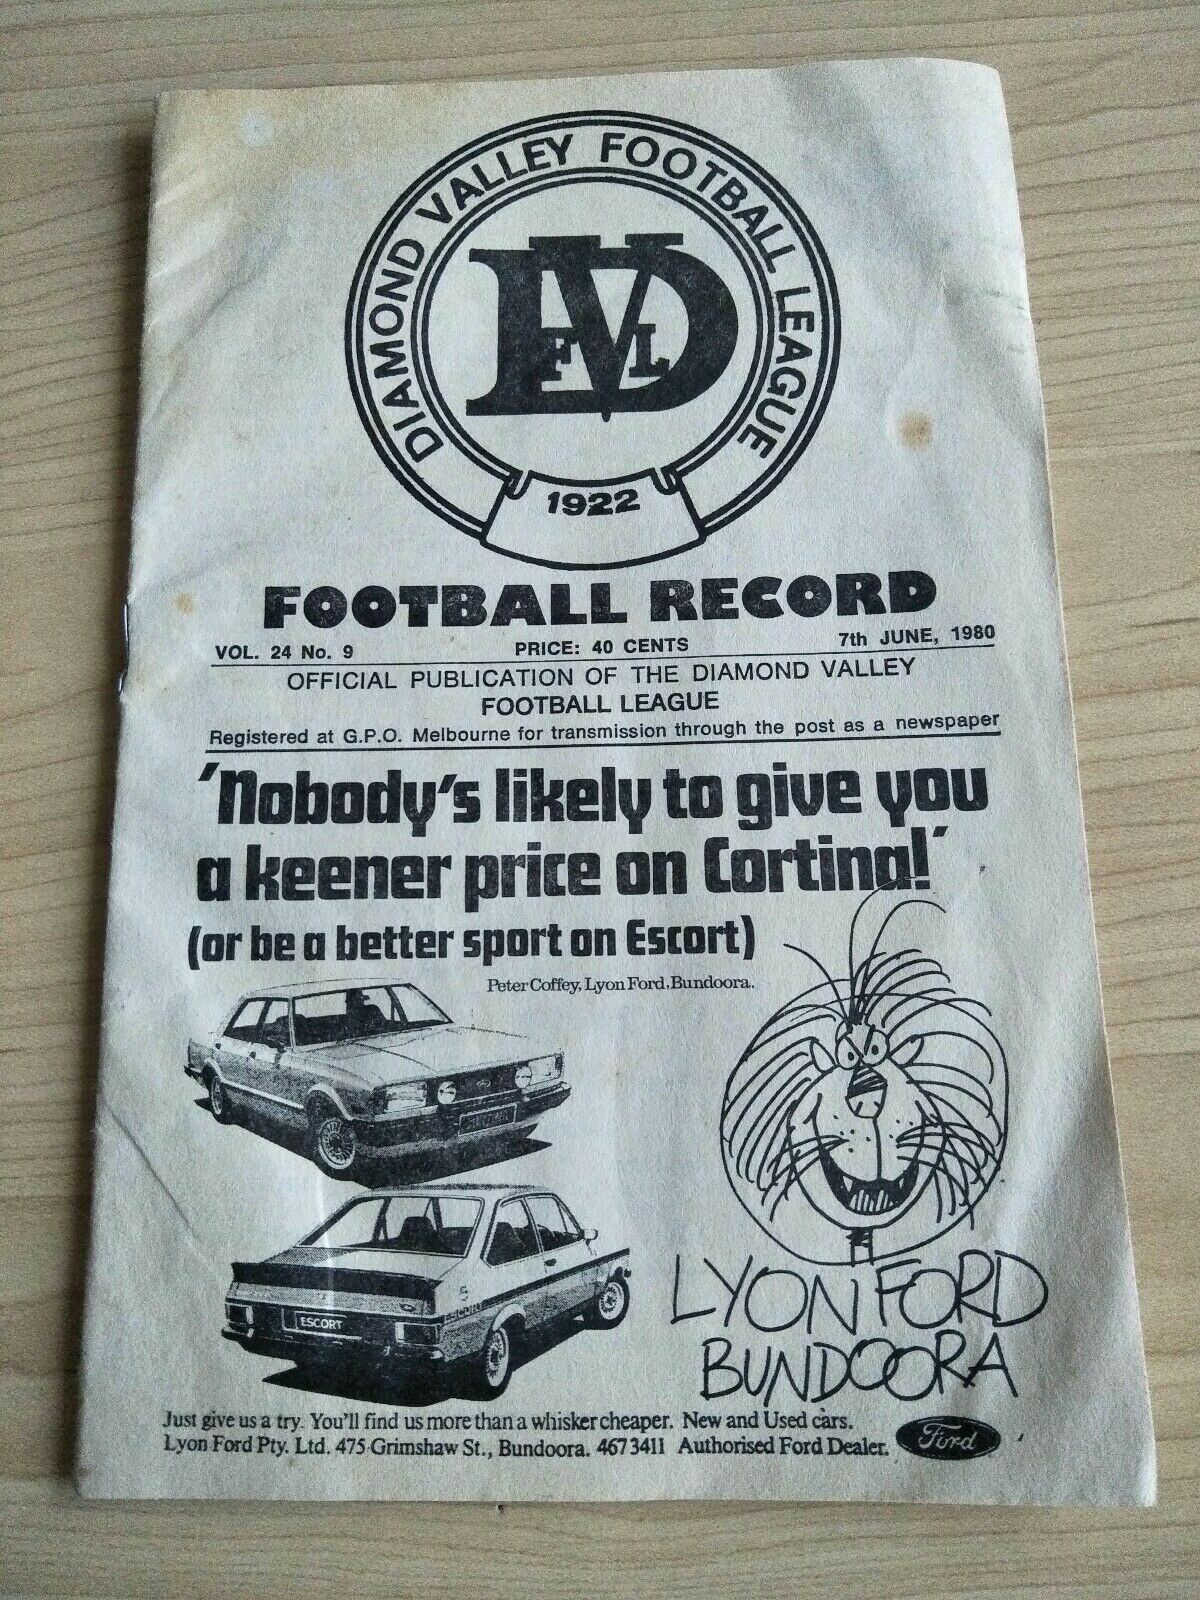 DIAMOND VALLEY FOOTBALL LEAGUE
DVFL
1922
FOOTBALL RECORD
VOL. 24 No. 9 PRICE: 40 CENTS 7th JUNE, 1980
OFFICIAL PUBLICATION OF THE DIAMOND VALLEY
FOOTBALL LEAGUE
Registered at G.P.O. Melbourne for transmission through the post as a newspaper
'Nobody's likely to give you
a keener price on Cortina!'
(or be a better sport on Escort)
Peter Coffey, Lyon Ford, Bundoora.
ESCORT
ESCORT
LYON FORD
BUNDOORA
Just give us a try. You'll find us more than a whisker cheaper. New and Used cars.
Lyon Ford Pty. Ltd. 475 Grimshaw St., Bundoora. 467 3411 Authorised Ford Dealer.
Ford